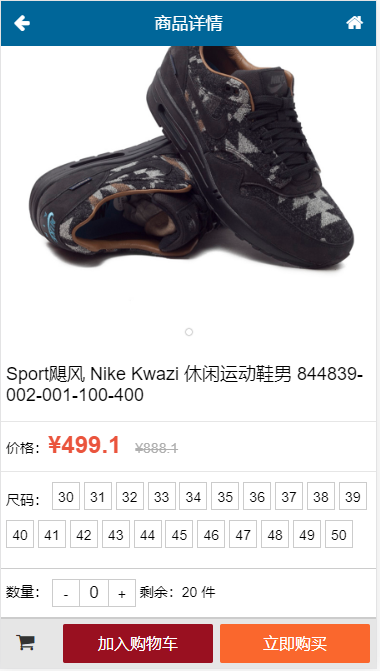 商品详情
Sport飓风 Nike Kwazi 休闲运动鞋男 844839-
002-001-100-400
价格：¥499.1 ¥888.1
尺码： 30 31 32 33 34 35 36 37 38 39
40 41 42 43 44 45 46 47 48 49 50
数量： - 0 + 剩余：20 件
加入购物车 立即购买